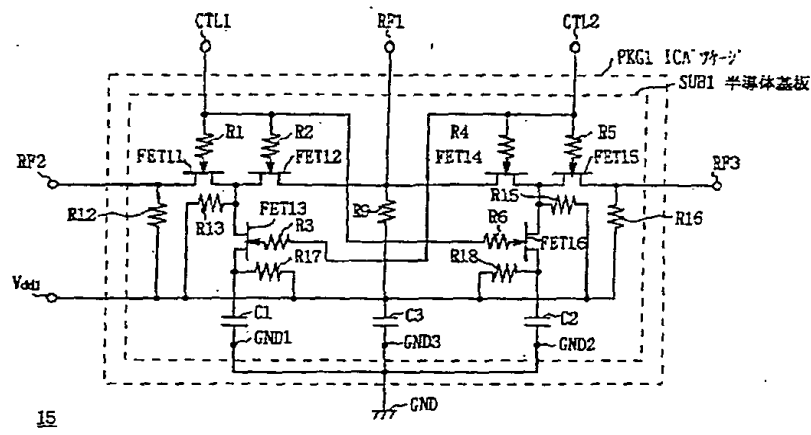 CTL1 RF1 CTL2
PKG1 ICパッケージ
SUB1 半導体基板
R1 R2 R4 R5
FET11 FET12 FET14 FET15
RF2 RF3
R12 R13 R9 R15 R16
FET13 R3 R6 FET16
R17 R18
Vdd1
C1 C3 C2
GND1 GND3 GND2
GND
15